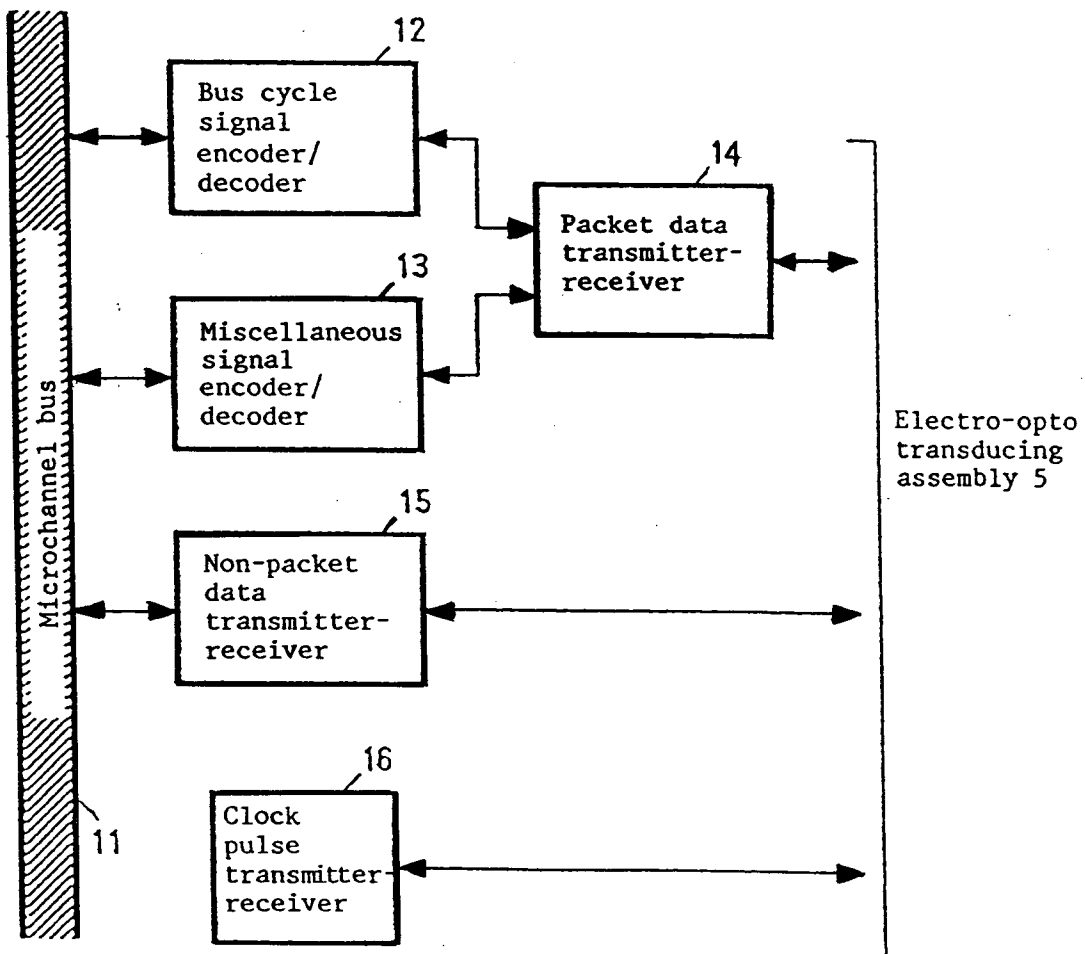 12
Bus cycle
signal
encoder/
decoder
14
Packet data
transmitter-
receiver
13
Miscellaneous
signal
encoder/
decoder
Microchannel bus
Electro-opto
transducing
assembly 5
15
Non-packet
data
transmitter-
receiver
16
Clock
pulse
transmitter-
receiver
11